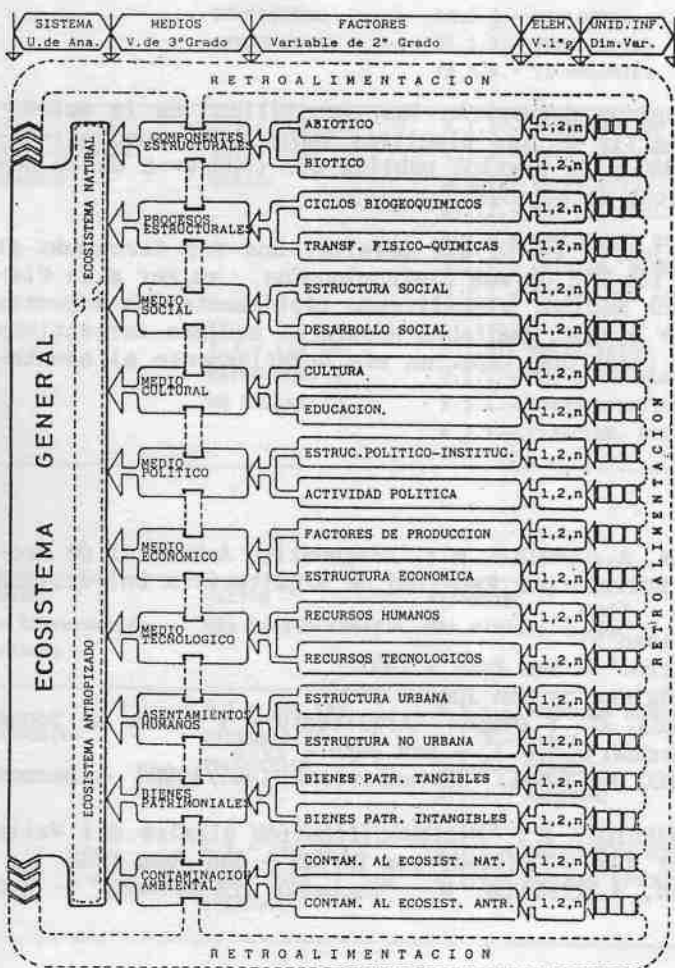 SISTEMA MEDIOS FACTORES ELEM. UNID.INF.
U.de Ana. V.de 3ºGrado Variable de 2º Grado V.1ºg Dim.Var.
RETROALIMENTACION
ECOSISTEMA GENERAL
ECOSISTEMA NATURAL
ECOSISTEMA ANTROPIZADO
COMPONENTES
ESTRUCTURALES
ABIOTICO 1,2,n
BIOTICO 1,2,n
PROCESOS
ESTRUCTURALES
CICLOS BIOGEOQUIMICOS 1,2,n
TRANSF. FISICO-QUIMICAS 1,2,n
MEDIO
SOCIAL
ESTRUCTURA SOCIAL 1,2,n
DESARROLLO SOCIAL 1,2,n
MEDIO
CULTURAL
CULTURA 1,2,n
EDUCACION. 1,2,n
MEDIO
POLITICO
ESTRUC.POLITICO-INSTITUC. 1,2,n
ACTIVIDAD POLITICA 1,2,n
MEDIO
ECONOMICO
FACTORES DE PRODUCCION 1,2,n
ESTRUCTURA ECONOMICA 1,2,n
MEDIO
TECNOLOGICO
RECURSOS HUMANOS 1,2,n
RECURSOS TECNOLOGICOS 1,2,n
ASENTAMIENTOS
HUMANOS
ESTRUCTURA URBANA 1,2,n
ESTRUCTURA NO URBANA 1,2,n
BIENES
PATRIMONIALES
BIENES PATR. TANGIBLES 1,2,n
BIENES PATR. INTANGIBLES 1,2,n
CONTAMINACION
AMBIENTAL
CONTAM. AL ECOSIST. NAT. 1,2,n
CONTAM. AL ECOSIST. ANTR. 1,2,n
RETROALIMENTACION
RETROALIMENTACION